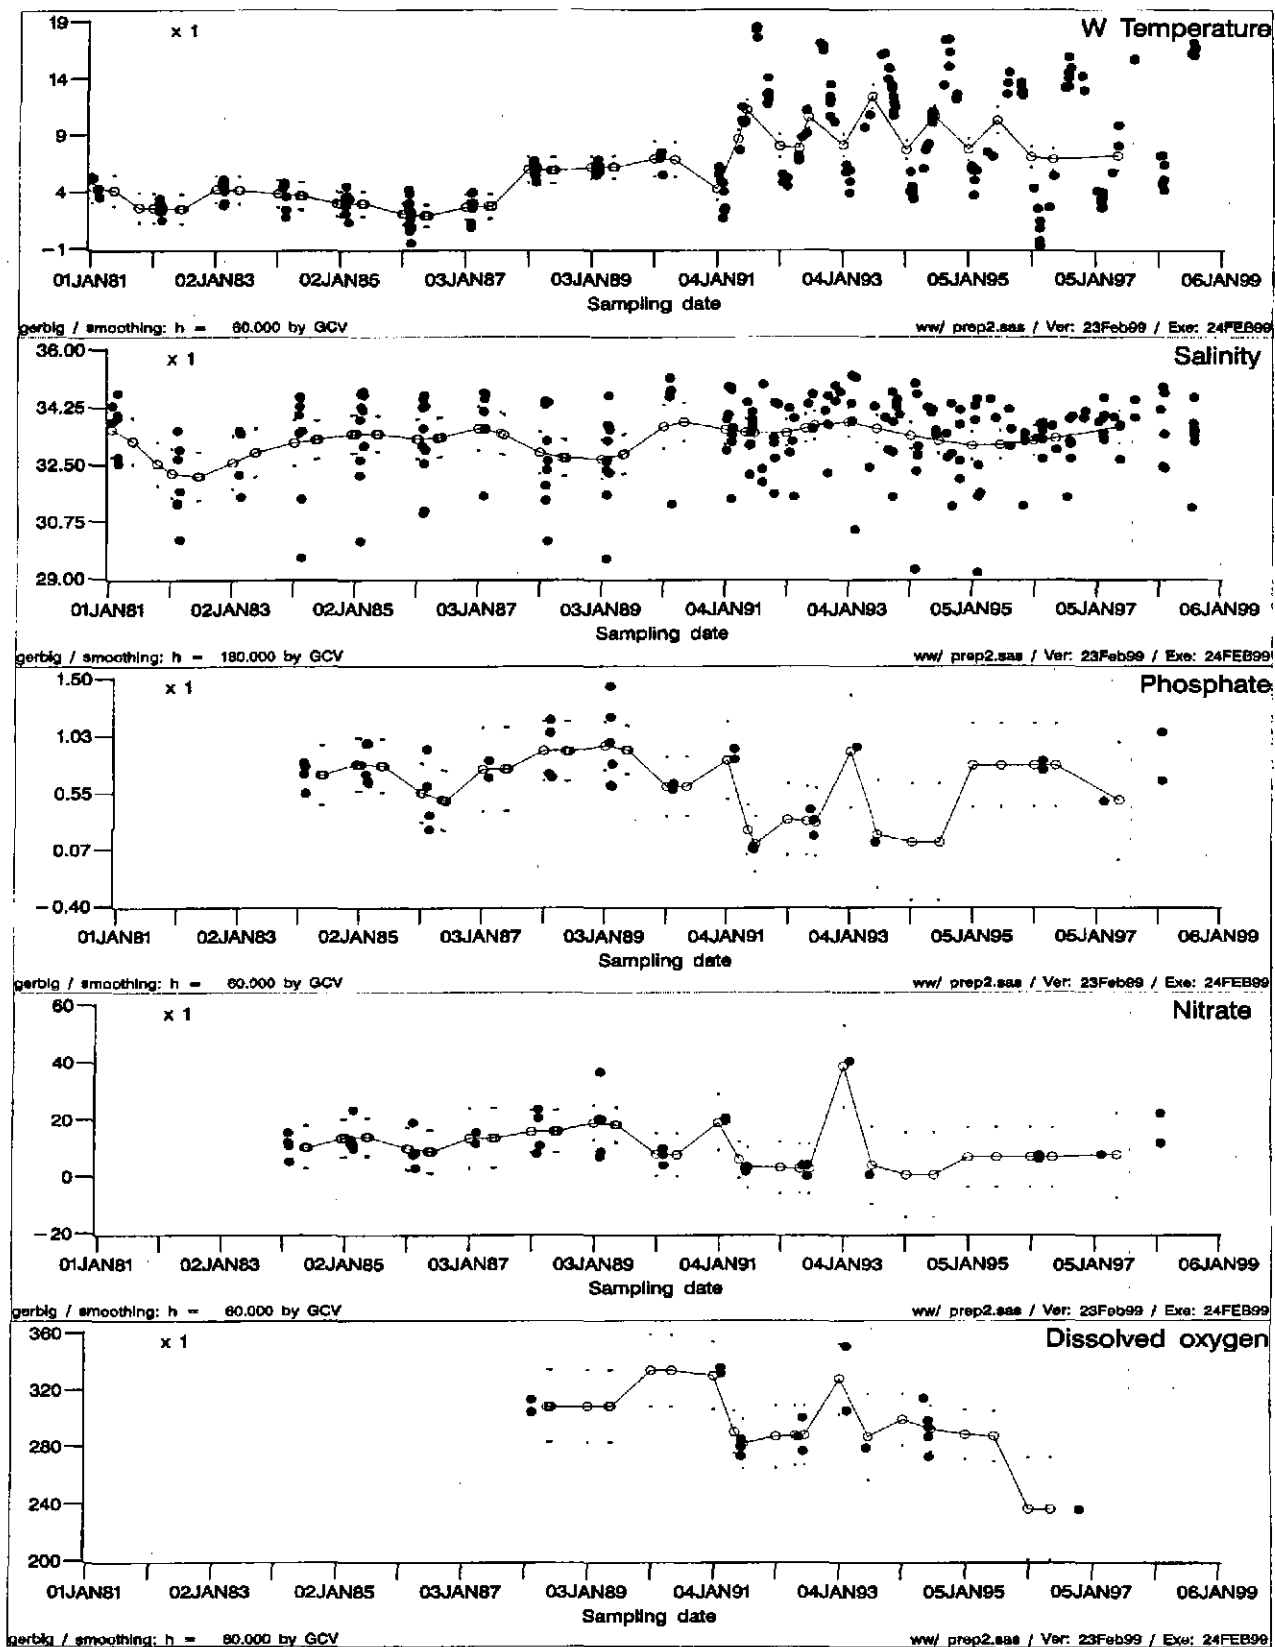 W Temperature
x 1
19
14
9
4
-1
01JAN81 02JAN83 02JAN85 03JAN87 03JAN89 04JAN91 04JAN93 05JAN95 05JAN97 06JAN99
Sampling date
gerbig / smoothing: h = 60.000 by GCV ww/ prep2.sas / Ver: 23Feb99 / Exe: 24FEB99
Salinity
x 1
36.00
34.25
32.50
30.75
29.00
01JAN81 02JAN83 02JAN85 03JAN87 03JAN89 04JAN91 04JAN93 05JAN95 05JAN97 06JAN99
Sampling date
gerbig / smoothing: h = 180.000 by GCV ww/ prep2.sas / Ver: 23Feb99 / Exe: 24FEB99
Phosphate
x 1
1.50
1.03
0.55
0.07
-0.40
01JAN81 02JAN83 02JAN85 03JAN87 03JAN89 04JAN91 04JAN93 05JAN95 05JAN97 06JAN99
Sampling date
gerbig / smoothing: h = 60.000 by GCV ww/ prep2.sas / Ver: 23Feb99 / Exe: 24FEB99
Nitrate
x 1
60
40
20
0
-20
01JAN81 02JAN83 02JAN85 03JAN87 03JAN89 04JAN91 04JAN93 05JAN95 05JAN97 06JAN99
Sampling date
gerbig / smoothing: h = 60.000 by GCV ww/ prep2.sas / Ver: 23Feb99 / Exe: 24FEB99
Dissolved oxygen
x 1
360
320
280
240
200
01JAN81 02JAN83 02JAN85 03JAN87 03JAN89 04JAN91 04JAN93 05JAN95 05JAN97 06JAN99
Sampling date
gerbig / smoothing: h = 60.000 by GCV ww/ prep2.sas / Ver: 23Feb99 / Exe: 24FEB99